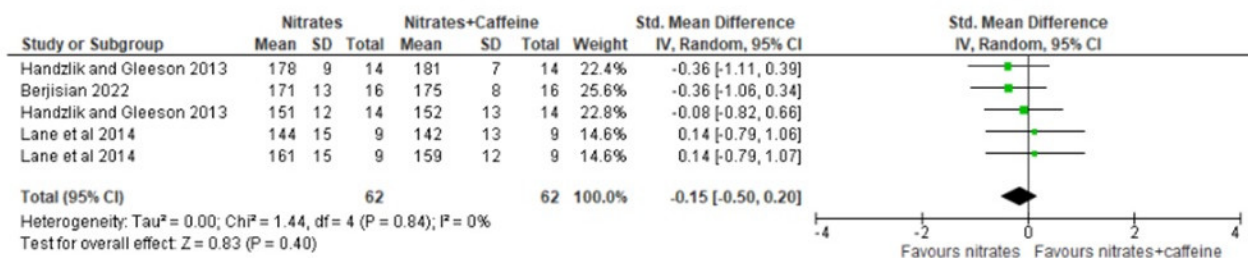 Nitrates Nitrates+Caffeine Std. Mean Difference Std. Mean Difference
Study or Subgroup Mean SD Total Mean SD Total Weight IV, Random, 95% CI IV, Random, 95% CI
Handzlik and Gleeson 2013 178 9 14 181 7 14 22.4% -0.36 [-1.11, 0.39]
Berjisian 2022 171 13 16 175 8 16 25.6% -0.36 [-1.06, 0.34]
Handzlik and Gleeson 2013 151 12 14 152 13 14 22.8% -0.08 [-0.82, 0.66]
Lane et al 2014 144 15 9 142 13 9 14.6% 0.14 [-0.79, 1.06]
Lane et al 2014 161 15 9 159 12 9 14.6% 0.14 [-0.79, 1.07]
Total (95% CI) 62 62 100.0% -0.15 [-0.50, 0.20]
Heterogeneity: Tau² = 0.00; Chi² = 1.44, df = 4 (P = 0.84); I² = 0%
Test for overall effect: Z = 0.83 (P = 0.40)
-4 -2 0 2 4
Favours nitrates Favours nitrates+caffeine